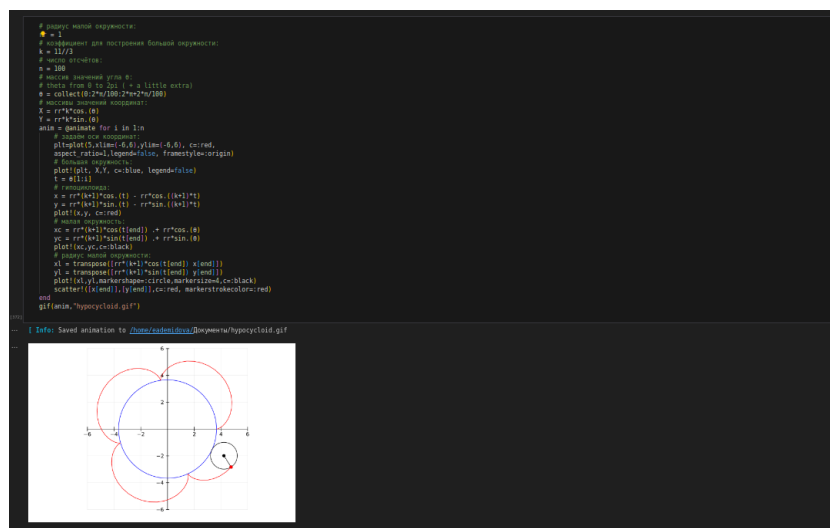 # радиус малой окружности:
= 1
# коэффициент для построения большой окружности:
k = 11//3
# число отсчётов:
n = 100
# массив значений угла θ:
# theta from 0 to 2pi ( + a little extra)
θ = collect(0:2*π/100:2*π+2*π/100)
# массивы значений координат:
X = rr*k*cos.(θ)
Y = rr*k*sin.(θ)
anim = @animate for i in 1:n
# задаём оси координат:
plt=plot(5,xlim=(-6,6),ylim=(-6,6), c=:red,
aspect_ratio=1,legend=false, framestyle=:origin)
# большая окружность:
plot!(plt, X,Y, c=:blue, legend=false)
t = θ[1:i]
# гипоциклоида:
x = rr*(k+1)*cos.(t) - rr*cos.((k+1)*t)
y = rr*(k+1)*sin.(t) - rr*sin.((k+1)*t)
plot!(x,y, c=:red)
# малая окружность:
xc = rr*(k+1)*cos(t[end]) .+ rr*cos.(θ)
yc = rr*(k+1)*sin(t[end]) .+ rr*sin.(θ)
plot!(xc,yc,c=:black)
# радиус малой окружности:
xl = transpose([rr*(k+1)*cos(t[end]) x[end]])
yl = transpose([rr*(k+1)*sin(t[end]) y[end]])
plot!(xl,yl,markershape=:circle,markersize=4,c=:black)
scatter!([x[end]],[y[end]],c=:red, markerstrokecolor=:red)
end
gif(anim,"hypocycloid.gif")
... [ Info: Saved animation to /home/eademidova/Документы/hypocycloid.gif
...
6
4
2
-6 -4 -2 2 4 6
-2
-4
-6